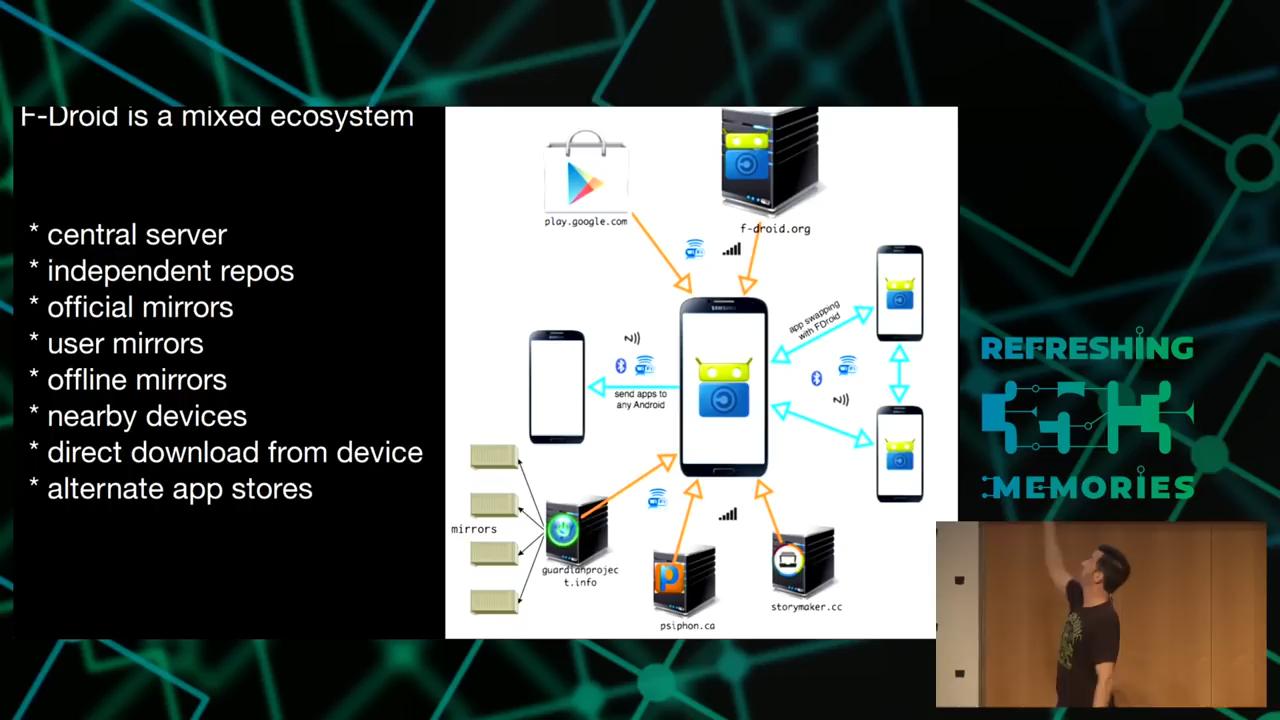 F-Droid is a mixed ecosystem
* central server
* independent repos
* official mirrors
* user mirrors
* offline mirrors
* nearby devices
* direct download from device
* alternate app stores
play.google.com
f-droid.org
SAMSUNG
app swapping
with FDroid
send apps to
any Android
mirrors
guardianprojec
t.info
psiphon.ca
storymaker.cc
REFRESHING
MEMORIES